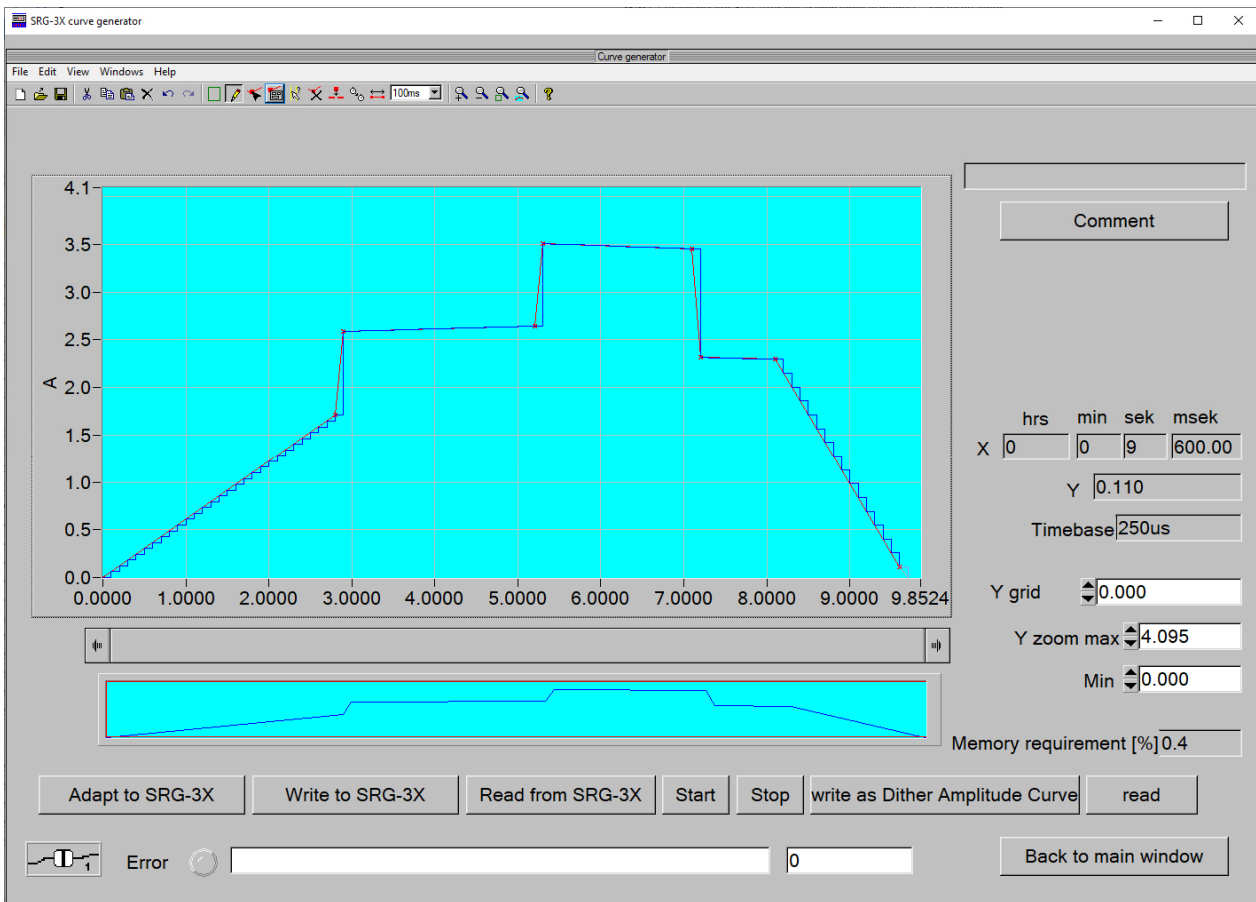 SRG-3X curve generator
Curve generator
File Edit View Windows Help
100ms
4.1
3.5
3.0
2.5
A
2.0
1.5
1.0
0.5
0.0
0.0000 1.0000 2.0000 3.0000 4.0000 5.0000 6.0000 7.0000 8.0000 9.0000 9.8524
Comment
hrs min sek msek
X 0 0 9 600.00
Y 0.110
Timebase 250us
Y grid 0.000
Y zoom max 4.095
Min 0.000
Memory requirement [%] 0.4
Adapt to SRG-3X Write to SRG-3X Read from SRG-3X Start Stop write as Dither Amplitude Curve read
1 Error 0 Back to main window